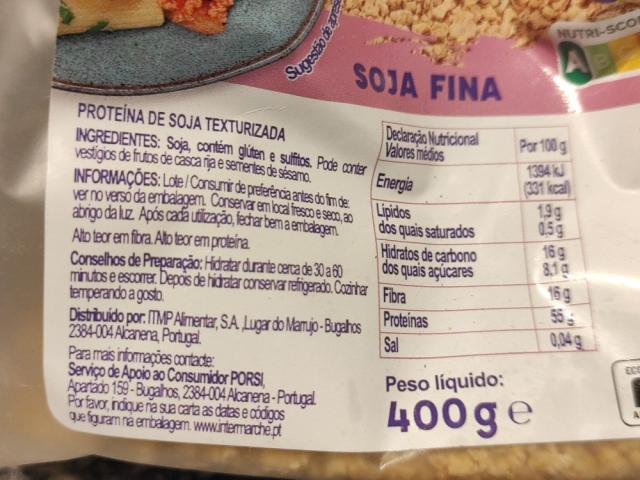 Sugestão de
NUTRI-SCO
A B
SOJA FINA
PROTEÍNA DE SOJA TEXTURIZADA
INGREDIENTES: Soja, contém glúten e sulfitos. Pode conter
vestígios de frutos de casca rija e sementes de sésamo.
INFORMAÇÕES: Lote / Consumir de preferência antes do fim de:
ver no verso da embalagem. Conservar em local fresco e seco, ao
abrigo da luz. Após cada utilização, fechar bem a embalagem.
Alto teor em fibra. Alto teor em proteína.
Conselhos de Preparação: Hidratar durante cerca de 30 a 60
minutos e escorrer. Depois de hidratar conservar refrigerado. Cozinhar
temperando a gosto.
Distribuído por: ITMP Alimentar, S.A. ,Lugar do Marrujo - Bugalhos
2384-004 Alcanena, Portugal.
Para mais informações contacte:
Serviço de Apoio ao Consumidor PORSI,
Apartado 159 - Bugalhos, 2384-004 Alcanena - Portugal.
Por favor, indique na sua carta as datas e códigos
que figuram na embalagem. www.intermarche.pt
Declaração Nutricional
Valores médios Por 100 g
Energia 1394 kJ
(331 kcal)
Lípidos 1,9 g
dos quais saturados 0,5 g
Hidratos de carbono 16 g
dos quais açúcares 8,1 g
Fibra 16 g
Proteínas 55 g
Sal 0,04 g
Peso líquido:
400 g e